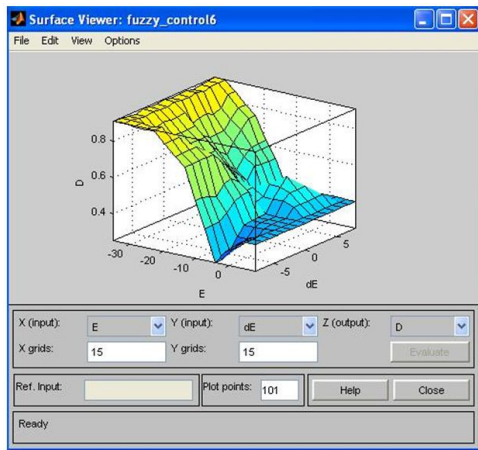 Surface Viewer: fuzzy_control6
File Edit View Options
0.8
0.6
0.4
D
-30
-20
-10
0
E
-5
0
5
dE
X (input): E Y (input): dE Z (output): D
X grids: 15 Y grids: 15 Evaluate
Ref. Input: Plot points: 101 Help Close
Ready